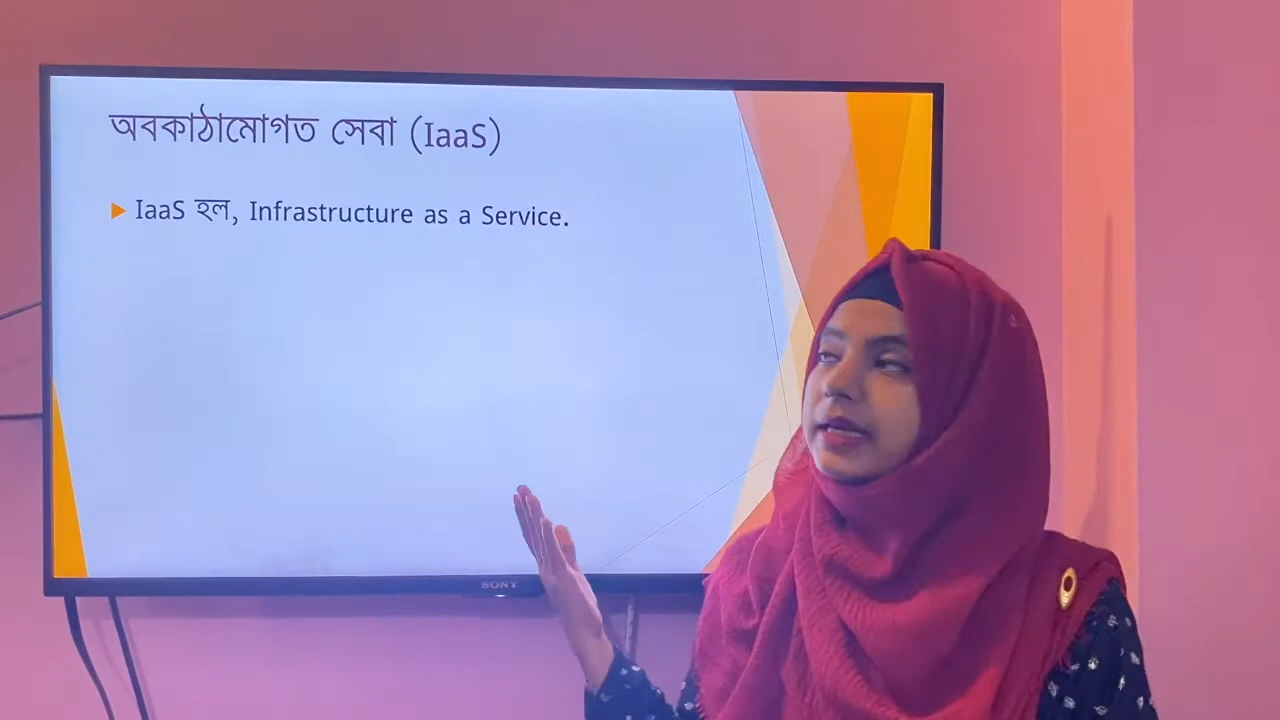 অবকাঠামোগত সেবা (IaaS)
IaaS হল, Infrastructure as a Service.
SONY